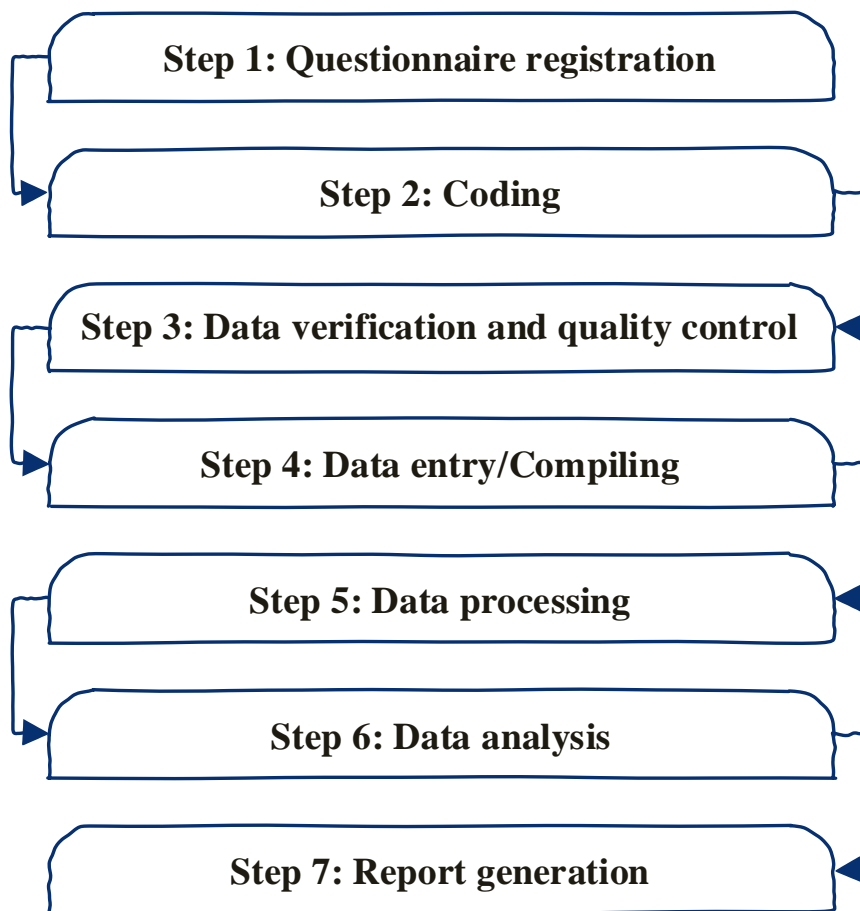 Step 1: Questionnaire registration
Step 2: Coding
Step 3: Data verification and quality control
Step 4: Data entry/Compiling
Step 5: Data processing
Step 6: Data analysis
Step 7: Report generation